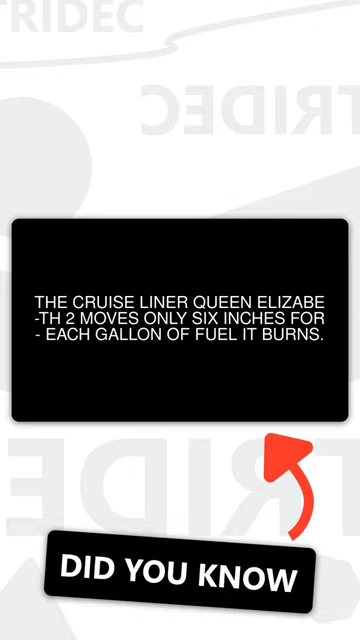 TRIDEC
TRIDEC
THE CRUISE LINER QUEEN ELIZABE
-TH 2 MOVES ONLY SIX INCHES FOR
- EACH GALLON OF FUEL IT BURNS.
TRIDEC
DID YOU KNOW